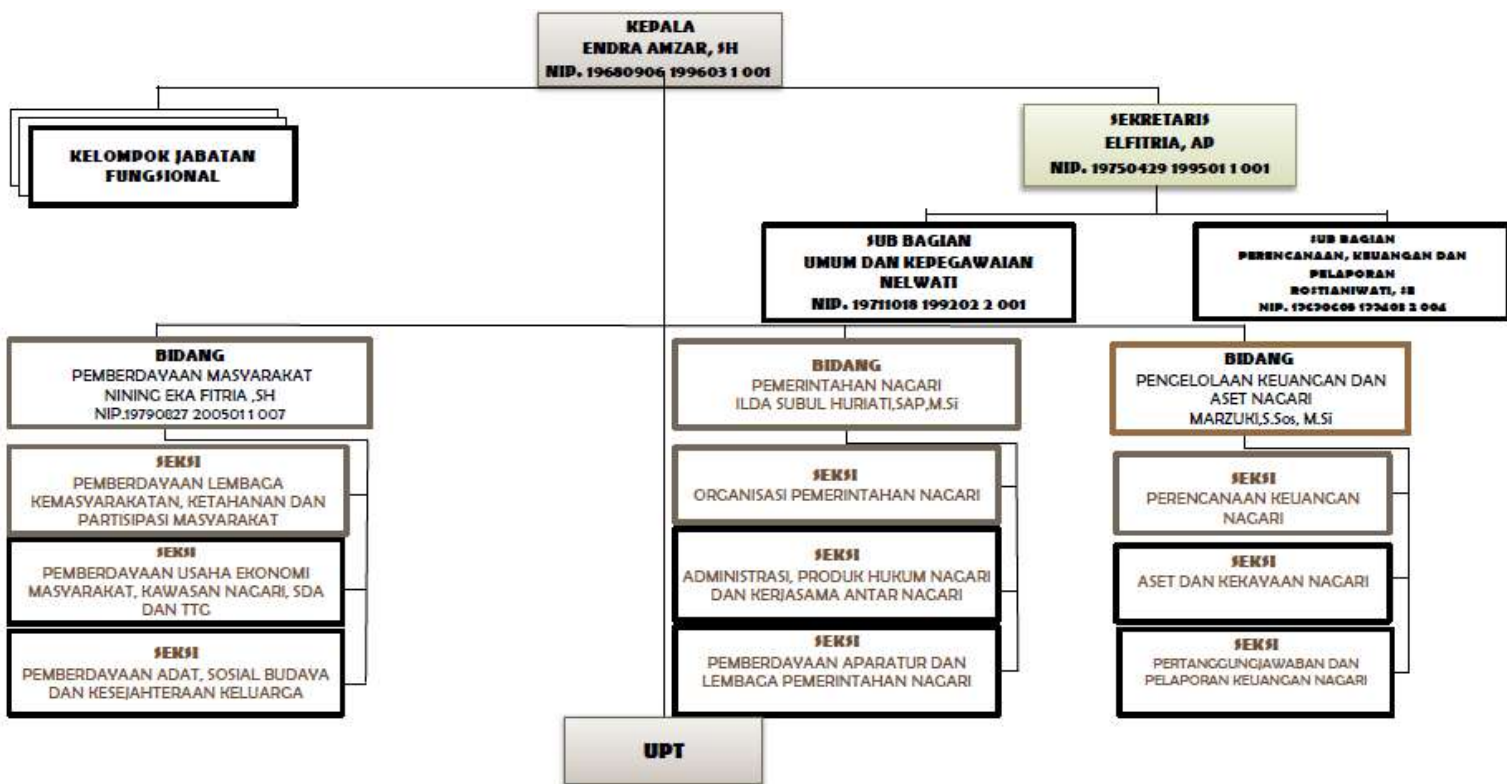 KEPALA
ENDRA AMZAR, SH
NIP. 19680906 199603 1 001
KELOMPOK JABATAN
FUNGSIONAL
SEKRETARIS
ELFITRIA, AP
NIP. 19750429 199501 1 001
SUB BAGIAN
UMUM DAN KEPEGAWAIAN
NELWATI
NIP. 19711018 199202 2 001
SUB BAGIAN
PERENCANAAN, KEUANGAN DAN
PELAPORAN
ROSTIANIWATI, SE
NIP.
BIDANG
PEMBERDAYAAN MASYARAKAT
NINING EKA FITRIA ,SH
NIP.19790827 200501 1 007
SEKSI
PEMBERDAYAAN LEMBAGA
KEMASYARAKATAN, KETAHANAN DAN
PARTISIPASI MASYARAKAT
SEKSI
PEMBERDAYAAN USAHA EKONOMI
MASYARAKAT, KAWASAN NAGARI, SDA
DAN TTG
SEKSI
PEMBERDAYAAN ADAT, SOSIAL BUDAYA
DAN KESEJAHTERAAN KELUARGA
BIDANG
PEMERINTAHAN NAGARI
ILDA SUBUL HURIATI,SAP,M.Si
SEKSI
ORGANISASI PEMERINTAHAN NAGARI
SEKSI
ADMINISTRASI, PRODUK HUKUM NAGARI
DAN KERJASAMA ANTAR NAGARI
SEKSI
PEMBERDAYAAN APARATUR DAN
LEMBAGA PEMERINTAHAN NAGARI
BIDANG
PENGELOLAAN KEUANGAN DAN
ASET NAGARI
MARZUKI,S.Sos, M.Si
SEKSI
PERENCANAAN KEUANGAN
NAGARI
SEKSI
ASET DAN KEKAYAAN NAGARI
SEKSI
PERTANGGUNGJAWABAN DAN
PELAPORAN KEUANGAN NAGARI
UPT